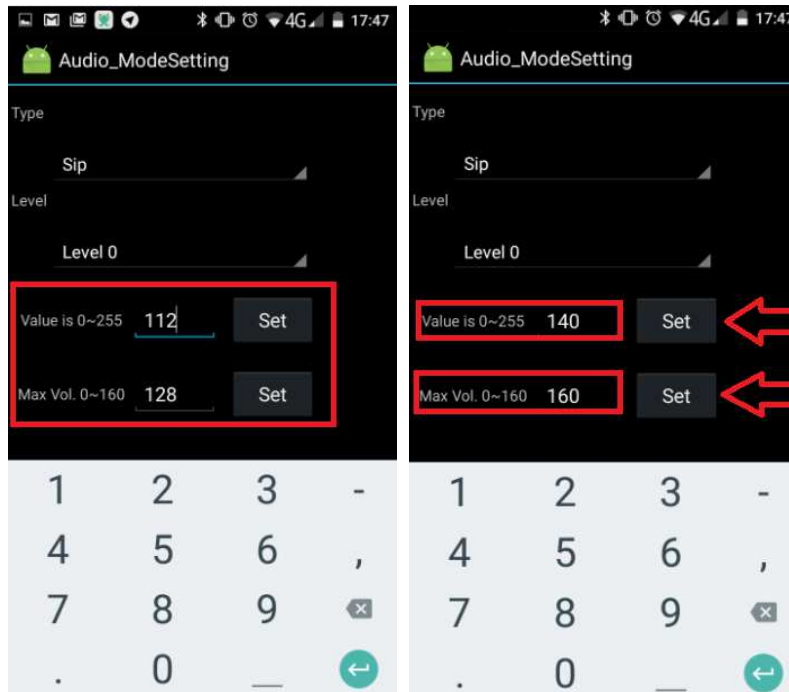 4G 17:47
Audio_ModeSetting
Type
Sip
Level
Level 0
Value is 0~255 112 Set
Max Vol. 0~160 128 Set
1 2 3 -
4 5 6 ,
7 8 9
. 0 _
4G 17:47
Audio_ModeSetting
Type
Sip
Level
Level 0
Value is 0~255 140 Set
Max Vol. 0~160 160 Set
1 2 3 -
4 5 6 ,
7 8 9
. 0 _